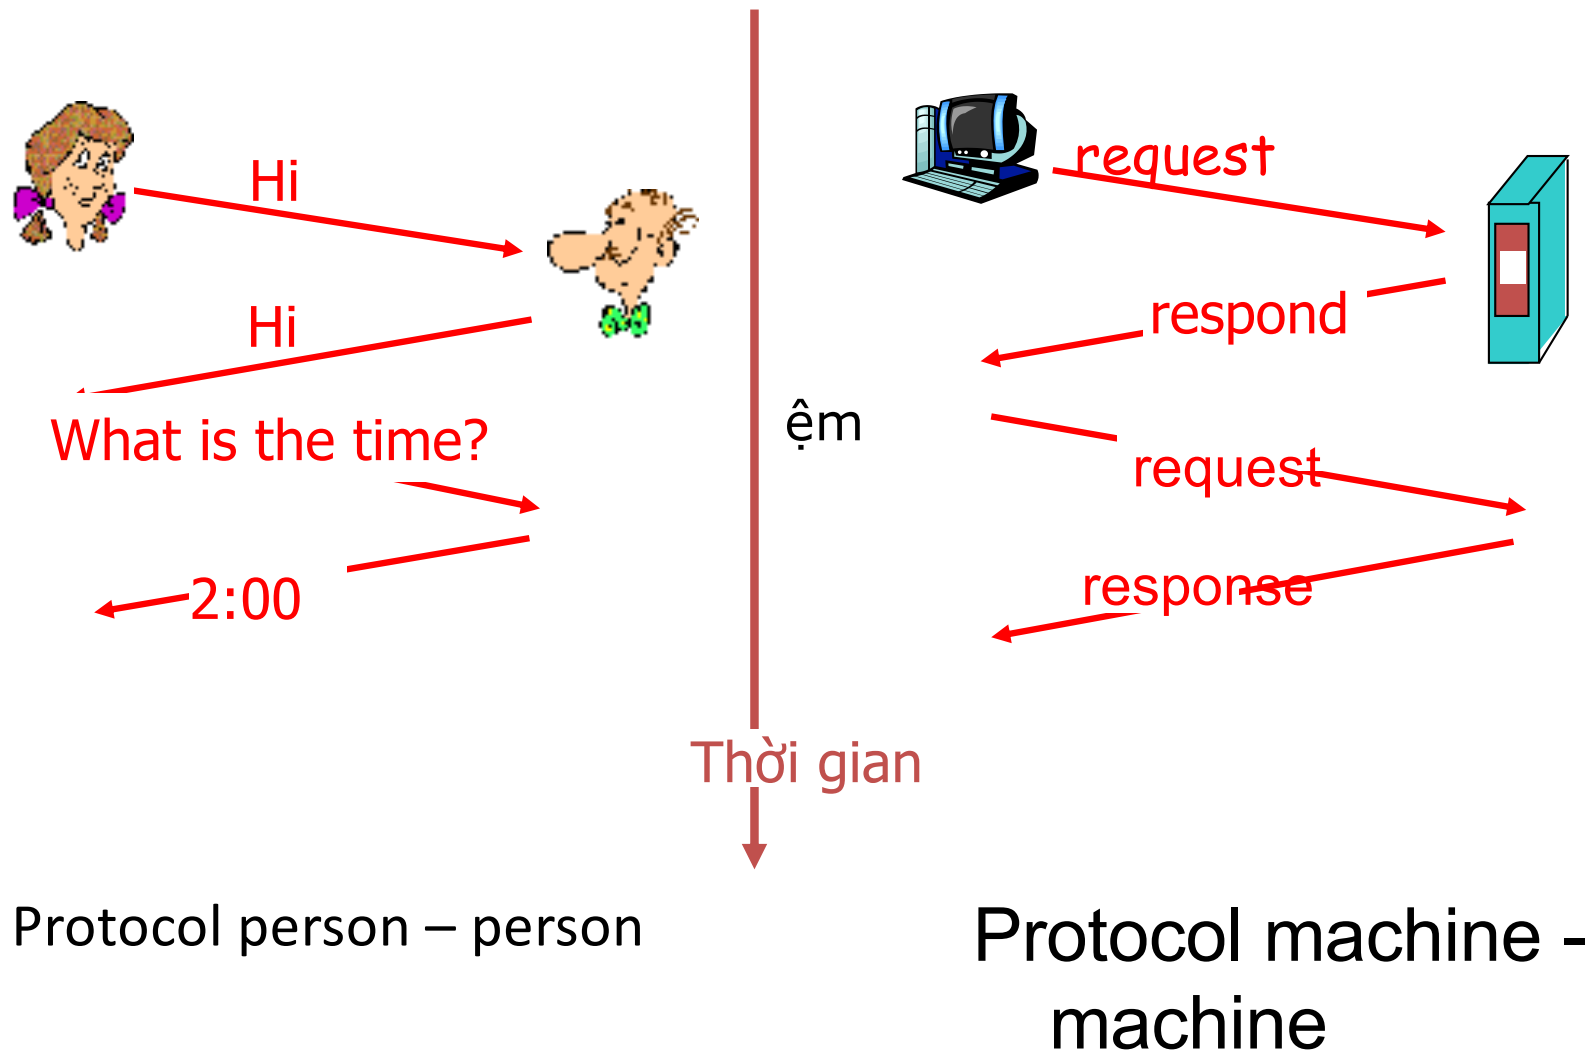 Hi
Hi
What is the time?
2:00
request
respond
ệm
request
response
Thời gian
Protocol person – person
Protocol machine -
machine